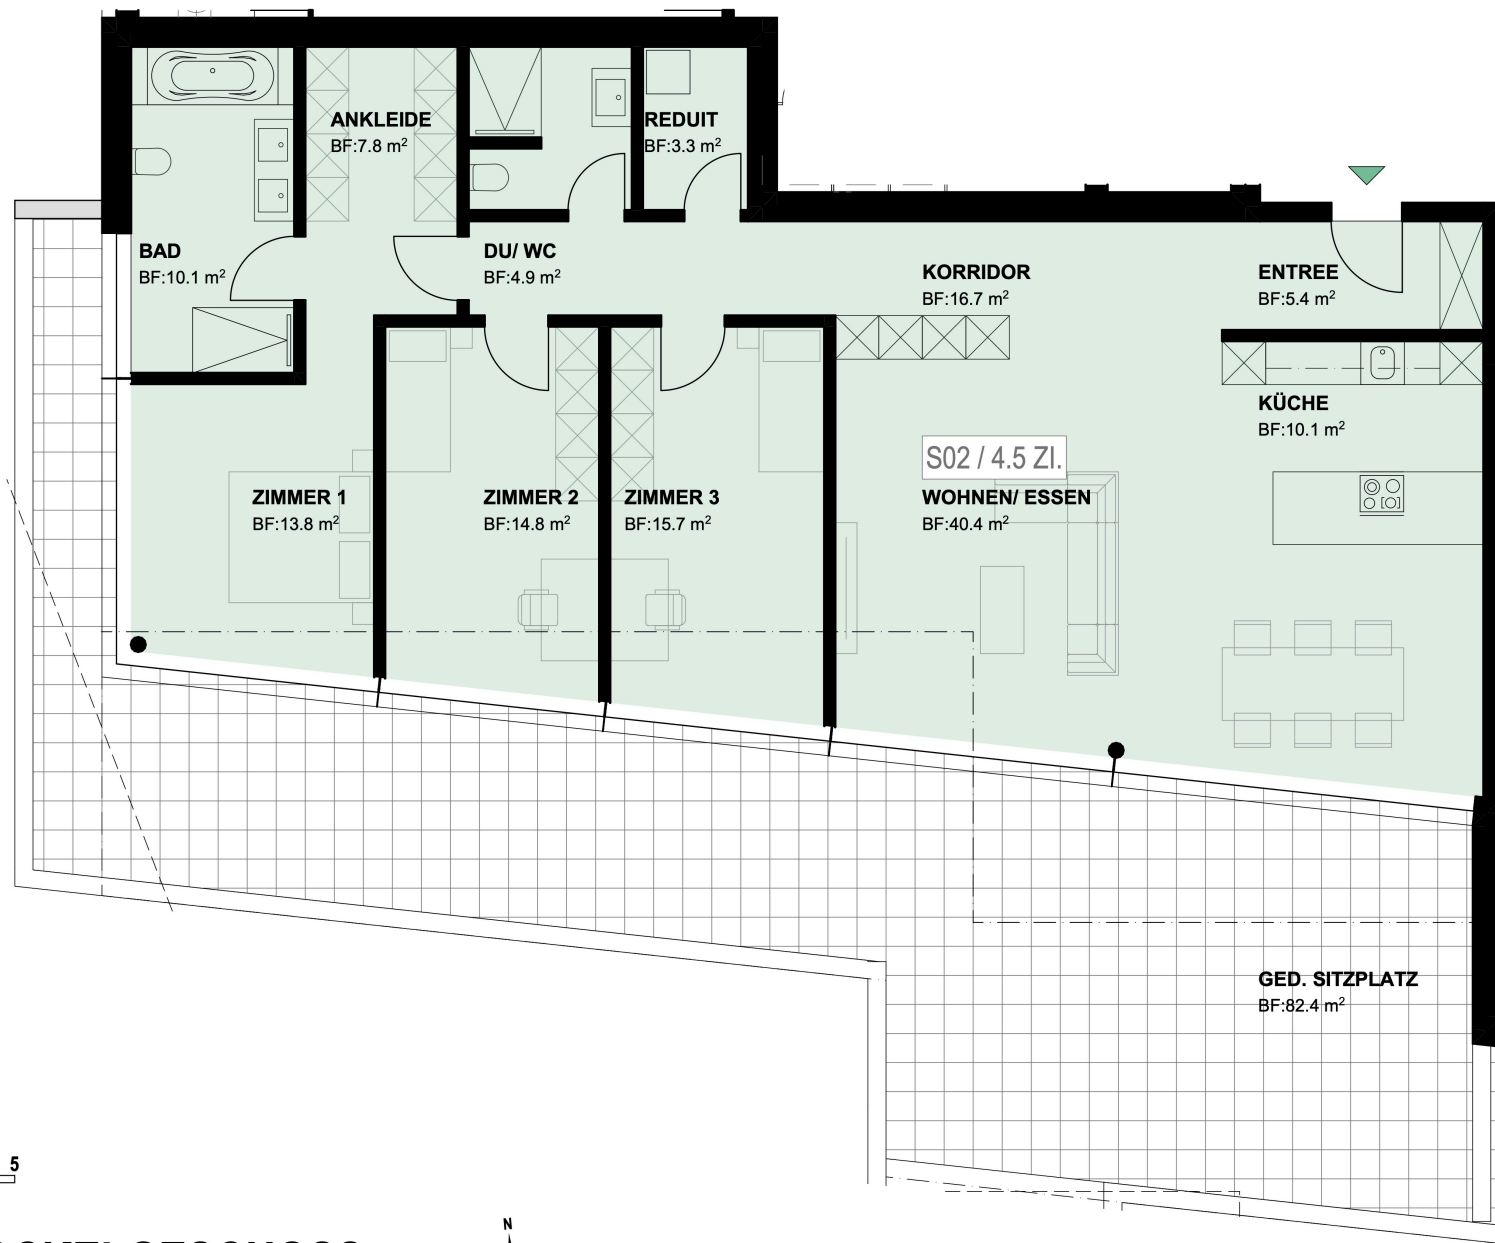 ANKLEIDE
BF:7.8 m²
REDUIT
BF:3.3 m²
BAD
BF:10.1 m²
DU/ WC
BF:4.9 m²
KORRIDOR
BF:16.7 m²
ENTREE
BF:5.4 m²
KÜCHE
BF:10.1 m²
S02 / 4.5 ZI.
ZIMMER 1
BF:13.8 m²
ZIMMER 2
BF:14.8 m²
ZIMMER 3
BF:15.7 m²
WOHNEN/ ESSEN
BF:40.4 m²
GED. SITZPLATZ
BF:82.4 m²
5
N